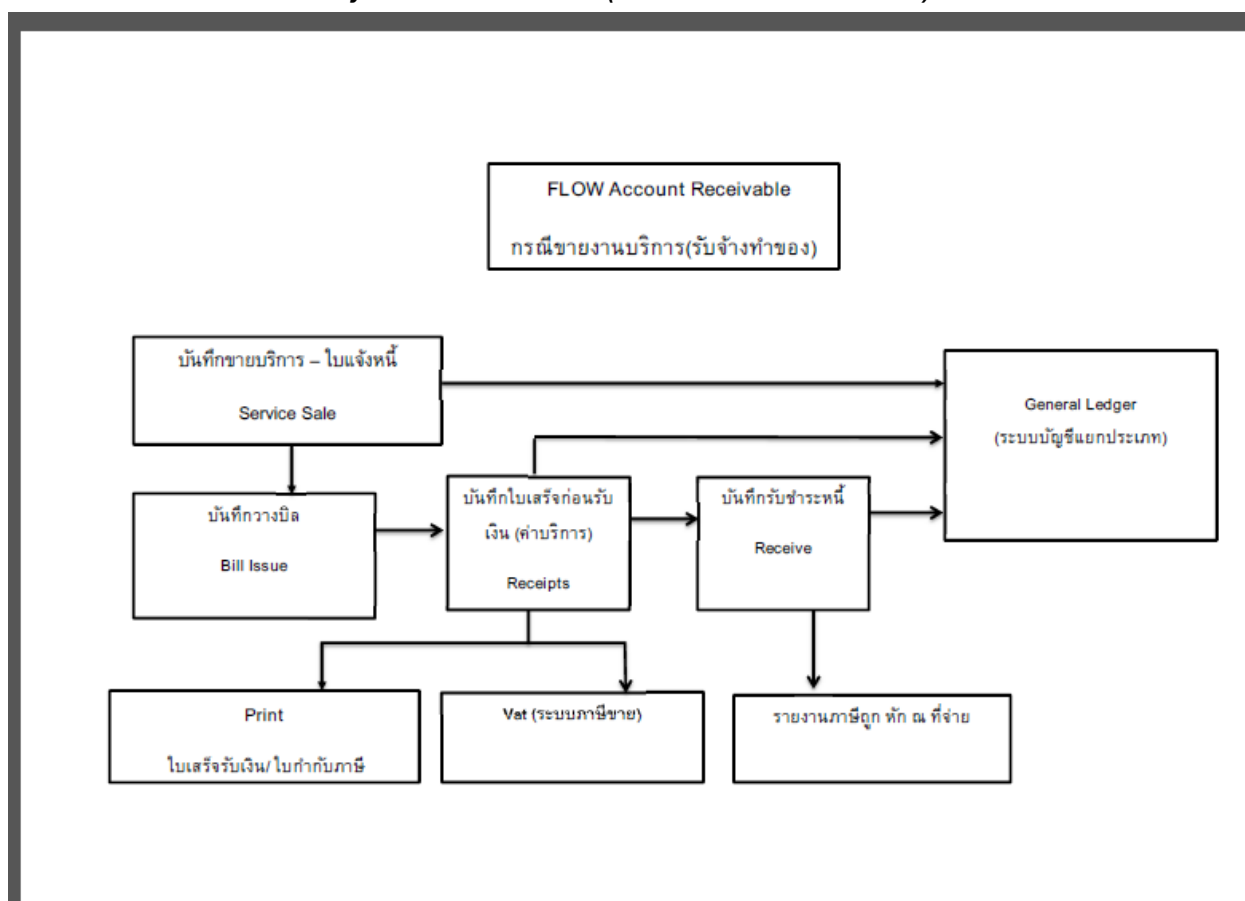 FLOW Account Receivable
กรณีขายงานบริการ(รับจ้างทำของ)
บันทึกขายบริการ – ใบแจ้งหนี้
Service Sale
General Ledger
(ระบบบัญชีแยกประเภท)
บันทึกวางบิล
Bill Issue
บันทึกใบเสร็จก่อนรับ
เงิน (ค่าบริการ)
Receipts
บันทึกรับชำระหนี้
Receive
Print
ใบเสร็จรับเงิน/ ใบกำกับภาษี
Vat (ระบบภาษีขาย)
รายงานภาษีถูก หัก ณ ที่จ่าย